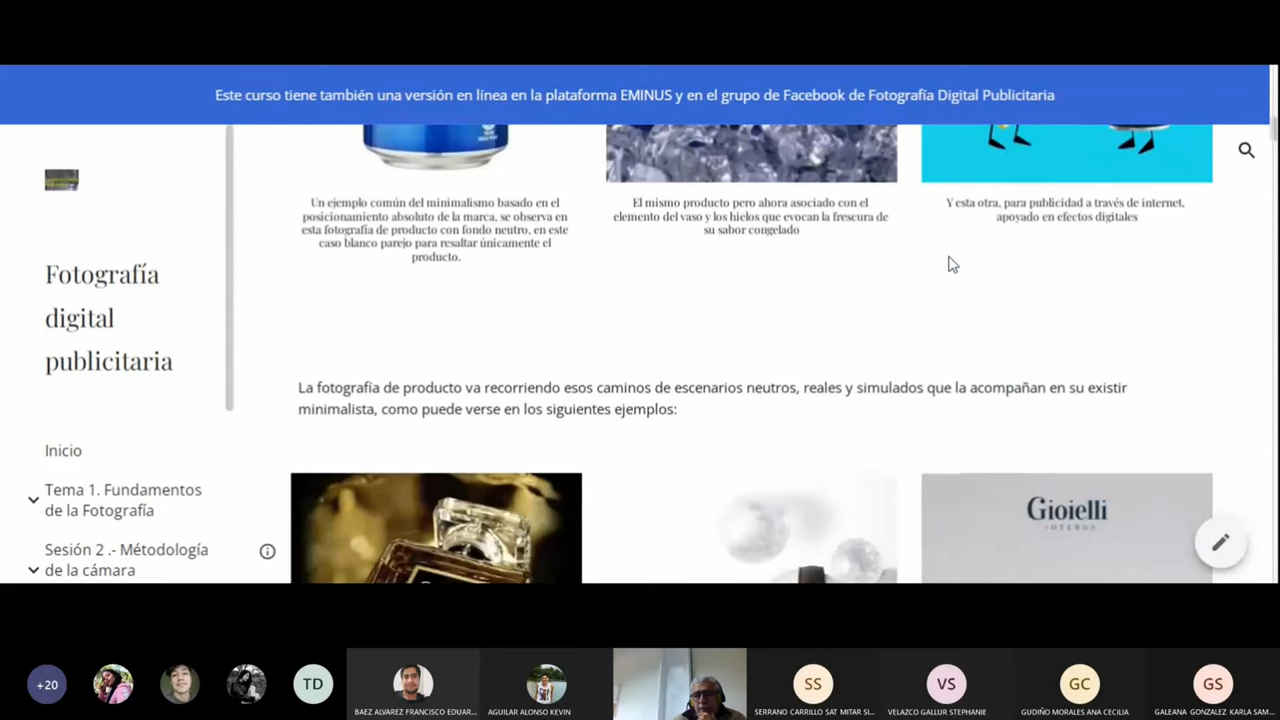 Este curso tiene también una versión en línea en la plataforma EMINUS y en el grupo de Facebook de Fotografía Digital Publicitaria
Fotografía
digital
publicitaria
Inicio
Tema 1. Fundamentos
de la Fotografía
Sesión 2 .- Métodología
de la cámara
Un ejemplo común del minimalismo basado en el
posicionamiento absoluto de la marca, se observa en
esta fotografía de producto con fondo neutro, en este
caso blanco parejo para resaltar únicamente el
producto.
El mismo producto pero ahora asociado con el
elemento del vaso y los hielos que evocan la frescura de
su sabor congelado
Y esta otra, para publicidad a través de internet,
apoyado en efectos digitales
La fotografía de producto va recorriendo esos caminos de escenarios neutros, reales y simulados que la acompañan en su existir
minimalista, como puede verse en los siguientes ejemplos:
Gioielli
+20
TD
BAEZ ALVAREZ FRANCISCO EDUAR...
AGUILAR ALONSO KEVIN
SS
SERRANO CARRILLO SAT MITAR SI...
VS
VELAZCO GALLUR STEPHANIE
GC
GUDIÑO MORALES ANA CECILIA
GS
GALEANA GONZALEZ KARLA SAM...